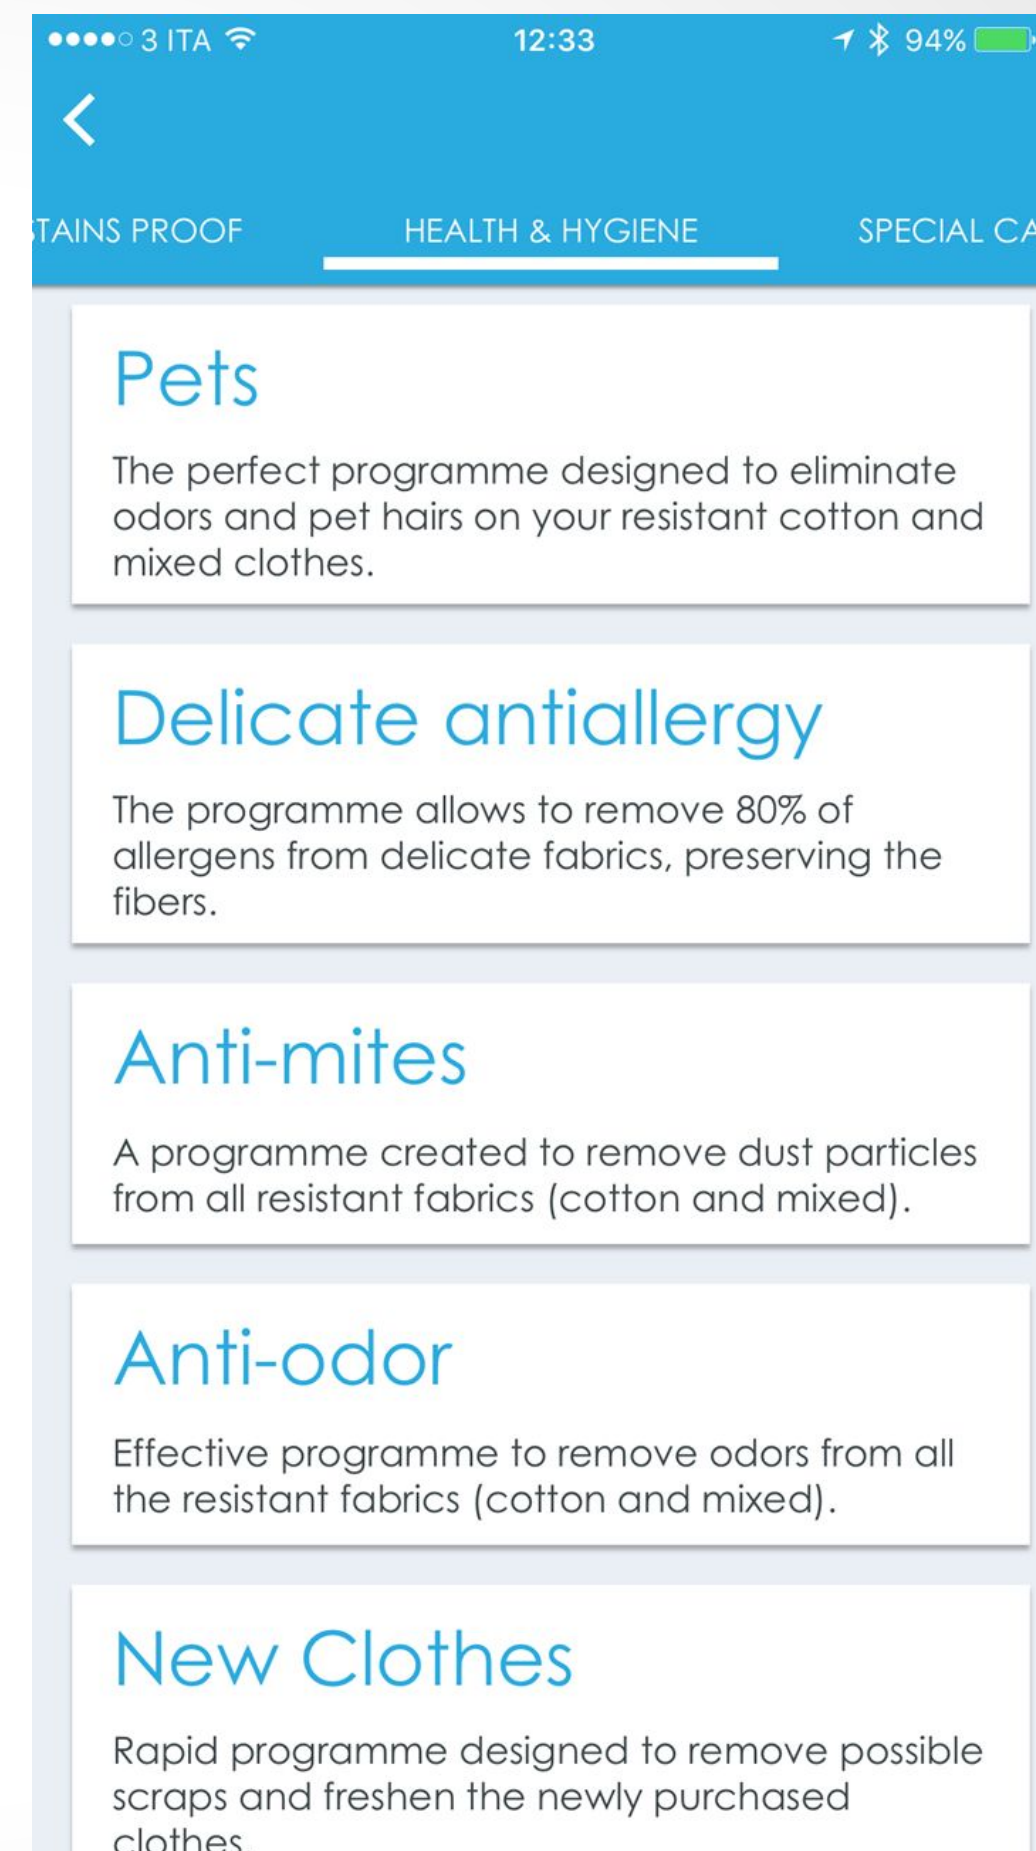 3 ITA 12:33 94%
TAINS PROOF HEALTH & HYGIENE SPECIAL CA
Pets
The perfect programme designed to eliminate
odors and pet hairs on your resistant cotton and
mixed clothes.
Delicate antiallergy
The programme allows to remove 80% of
allergens from delicate fabrics, preserving the
fibers.
Anti-mites
A programme created to remove dust particles
from all resistant fabrics (cotton and mixed).
Anti-odor
Effective programme to remove odors from all
the resistant fabrics (cotton and mixed).
New Clothes
Rapid programme designed to remove possible
scraps and freshen the newly purchased
clothes.